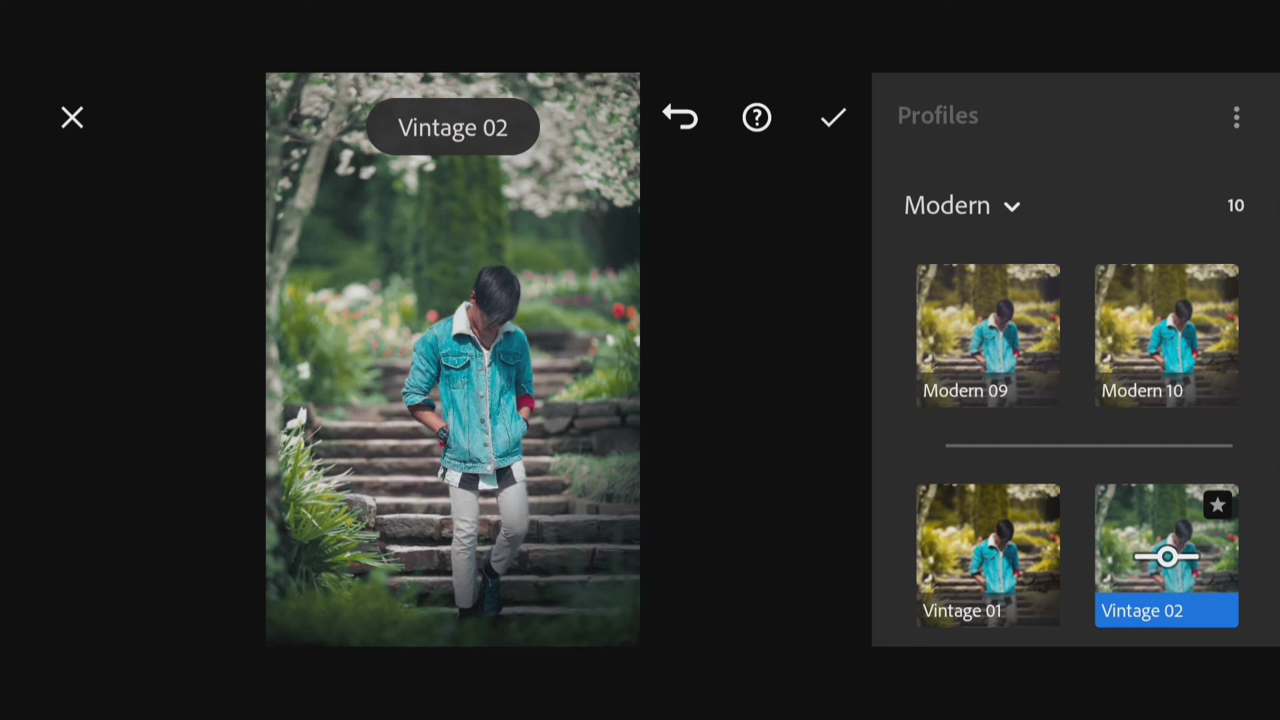 Vintage 02
Profiles
Modern
10
Modern 09
Modern 10
Vintage 01
Vintage 02